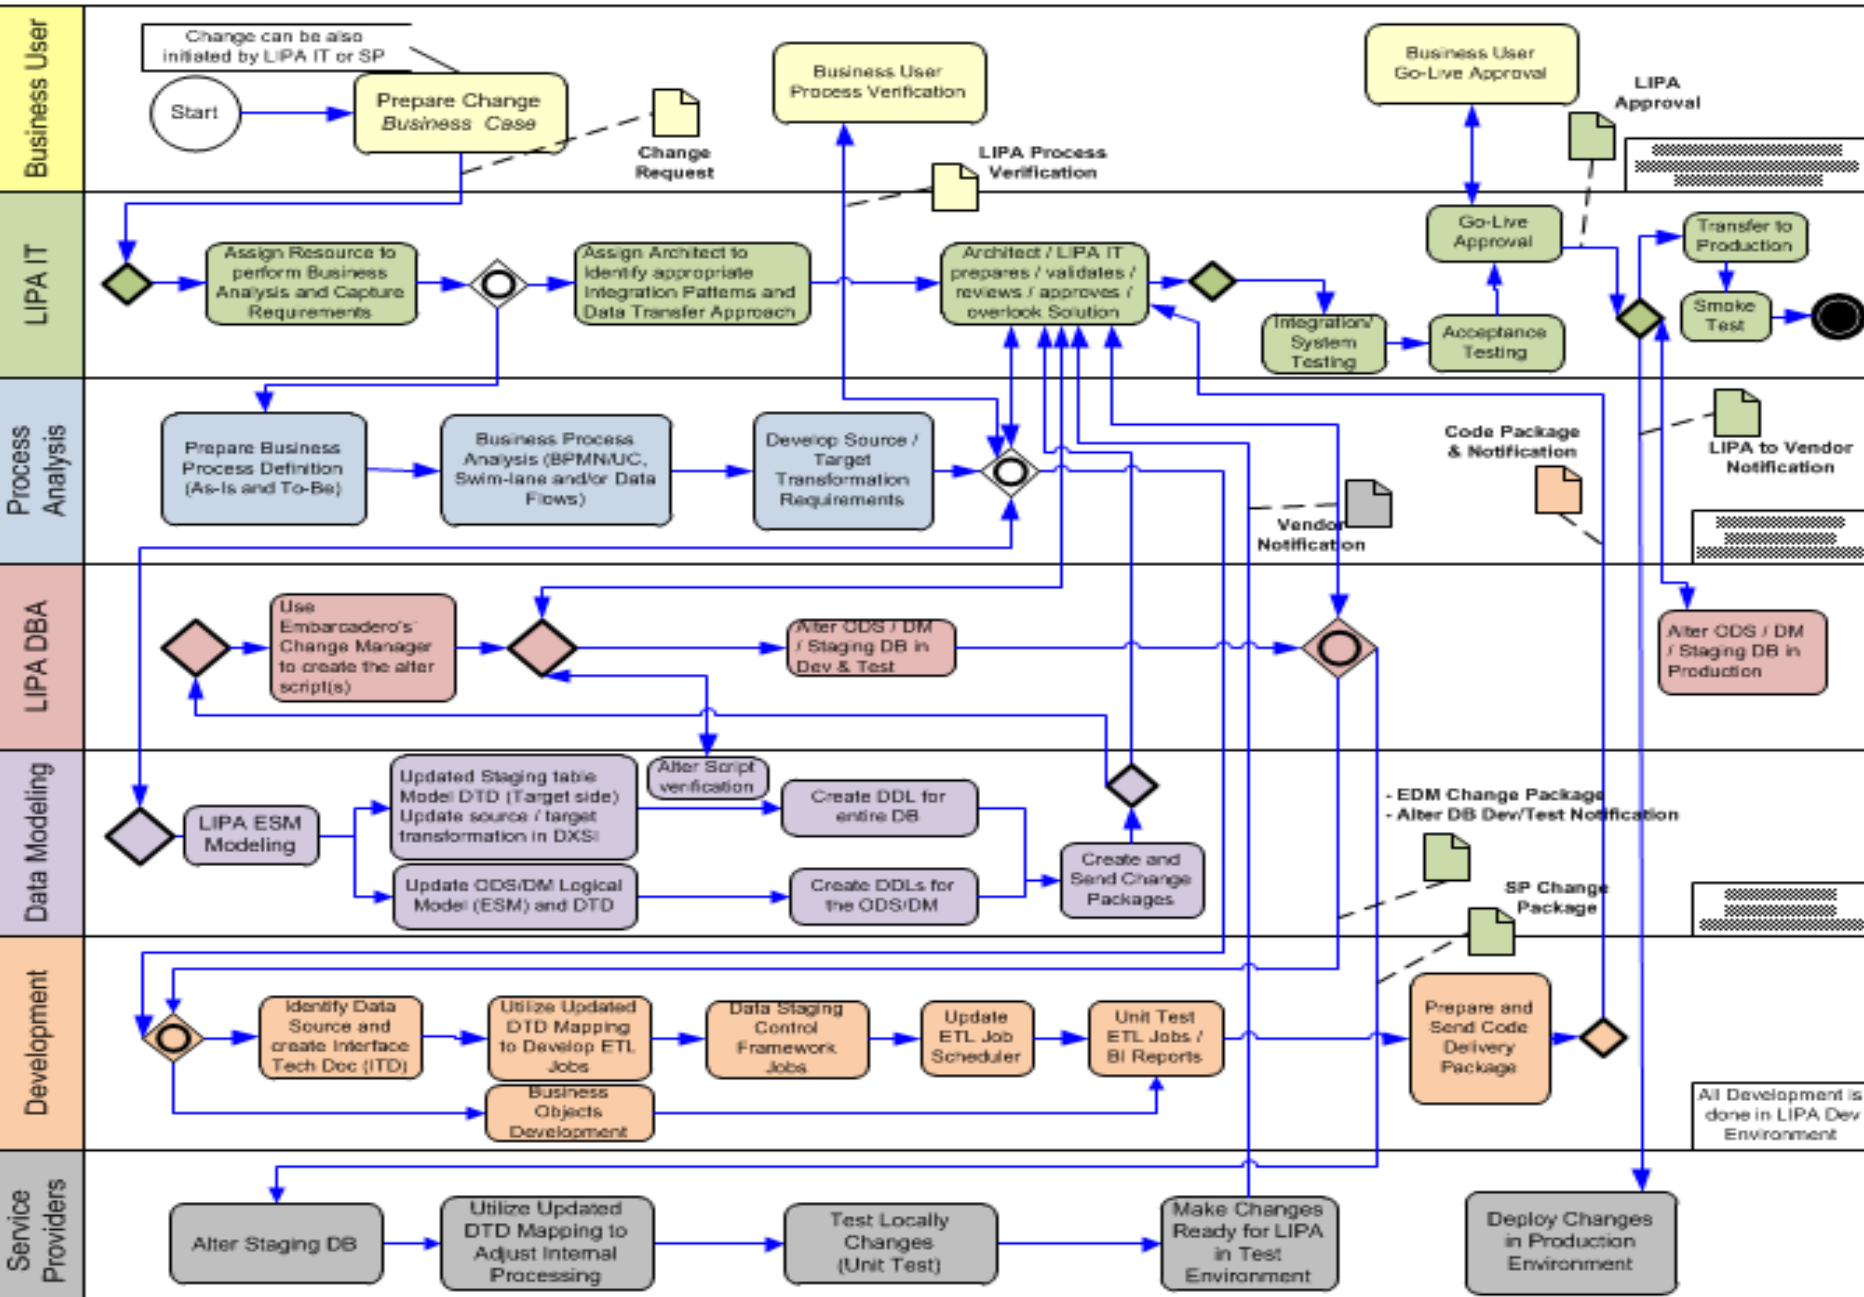 Business User
Change can be also
initiated by LIPA IT or SP
Start
Prepare Change
Business Case
Change
Request
Business User
Process Verification
LIPA Process
Verification
Business User
Go-Live Approval
LIPA
Approval
LIPA IT
Assign Resource to
perform Business
Analysis and Capture
Requirements
Assign Architect to
Identify appropriate
Integration Patterns and
Data Transfer Approach
Architect / LIPA IT
prepares / validates /
reviews / approves /
overlook Solution
Integration/
System
Testing
Acceptance
Testing
Go-Live
Approval
Transfer to
Production
Smoke
Test
Process
Analysis
Prepare Business
Process Definition
(As-Is and To-Be)
Business Process
Analysis (BPMN/UC,
Swim-lane and/or Data
Flows)
Develop Source /
Target
Transformation
Requirements
Vendor
Notification
Code Package
& Notification
LIPA to Vendor
Notification
LIPA DBA
Use
Embarcadero's
Change Manager
to create the alter
script(s)
Alter ODS / DM
/ Staging DB in
Dev & Test
Alter ODS / DM
/ Staging DB in
Production
Data Modeling
LIPA ESM
Modeling
Updated Staging table
Model DTD (Target side)
Update source / target
transformation in DXSI
Update ODS/DM Logical
Model (ESM) and DTD
Alter Script
verification
Create DDL for
entire DB
Create DDLs for
the ODS/DM
Create and
Send Change
Packages
- EDM Change Package
- Alter DB Dev/Test Notification
SP Change
Package
Development
Identify Data
Source and
create Interface
Tech Doc (ITD)
Utilize Updated
DTD Mapping
to Develop ETL
Jobs
Business
Objects
Development
Data Staging
Control
Framework
Jobs
Update
ETL Job
Scheduler
Unit Test
ETL Jobs /
BI Reports
Prepare and
Send Code
Delivery
Package
All Development is
done in LIPA Dev
Environment
Service
Providers
Alter Staging DB
Utilize Updated
DTD Mapping to
Adjust Internal
Processing
Test Locally
Changes
(Unit Test)
Make Changes
Ready for LIPA
in Test
Environment
Deploy Changes
in Production
Environment